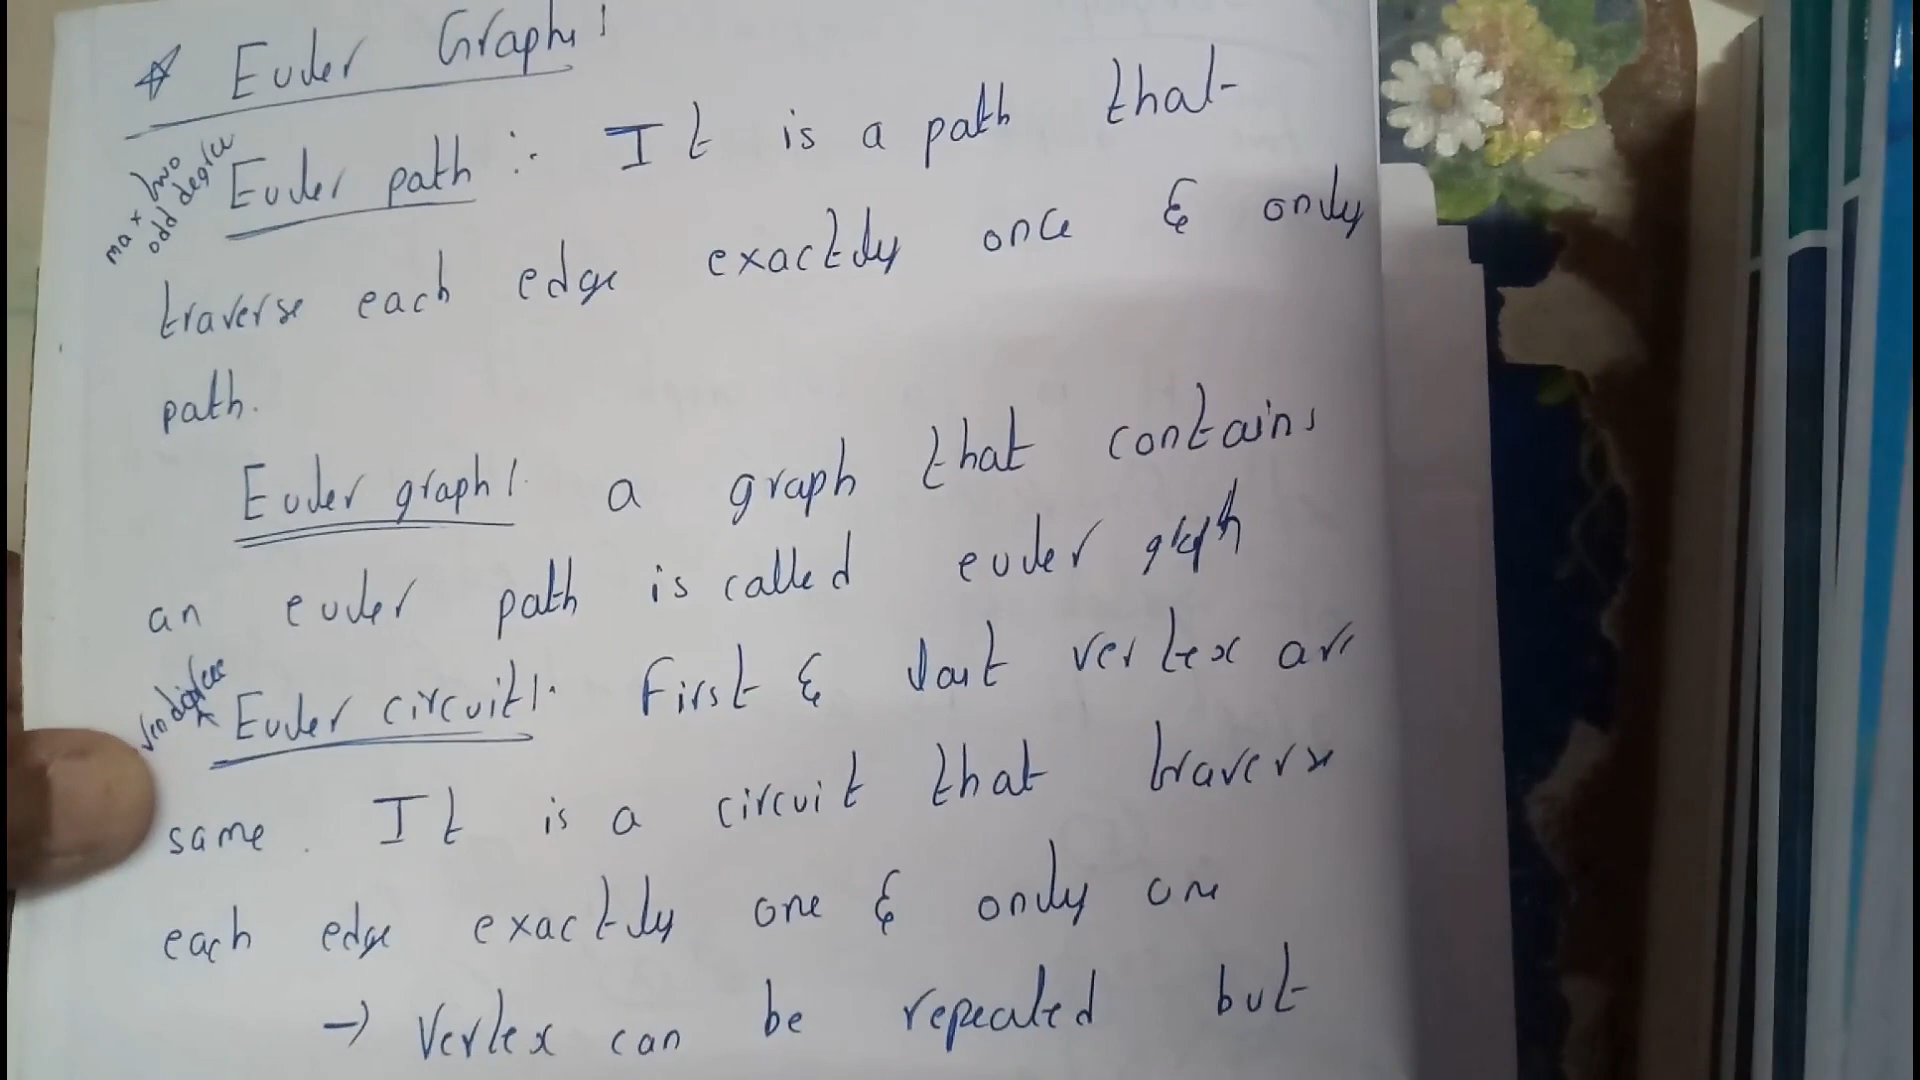 * Euler Graph:
max two
odd degree
Euler path :- It is a path that
traverse each edge exactly once & only
path.
Euler graph:- a graph that contains
an euler path is called euler graph
degree
Euler circuit:- First & last vertex are
same. It is a circuit that traverse
each edge exactly one & only one
→ Vertex can be repeated but